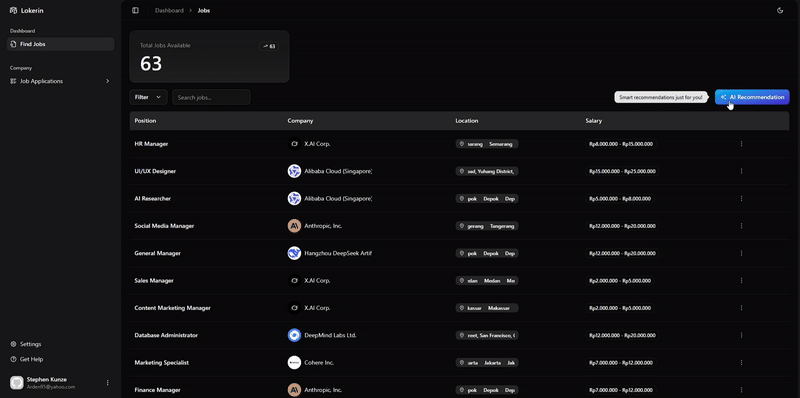 Lokerin
Dashboard > Jobs
Dashboard
Find Jobs
Company
Job Applications
Total Jobs Available
63
63
Filter
Search jobs...
Smart recommendations just for you!
AI Recommendation
Position Company Location Salary
HR Manager X.AI Corp. Semarang Rp8.000.000 - Rp15.000.000
UI/UX Designer Alibaba Cloud (Singapore) Yuhang District, Rp15.000.000 - Rp25.000.000
AI Researcher Alibaba Cloud (Singapore) pok Depok Dep Rp5.000.000 - Rp8.000.000
Social Media Manager Anthropic, Inc. gerang Tangerang Rp12.000.000 - Rp20.000.000
General Manager Hangzhou DeepSeek Artif pok Depok Dep Rp12.000.000 - Rp20.000.000
Sales Manager X.AI Corp. Medan Me Rp2.000.000 - Rp5.000.000
Content Marketing Manager X.AI Corp. kassar Makassar Rp2.000.000 - Rp5.000.000
Database Administrator DeepMind Labs Ltd. reet, San Francisco, Rp12.000.000 - Rp20.000.000
Marketing Specialist Cohere Inc. arta Jakarta Jak Rp7.000.000 - Rp12.000.000
Finance Manager Anthropic, Inc. pok Depok Dep Rp7.000.000 - Rp12.000.000
Settings
Get Help
Stephen Kunze